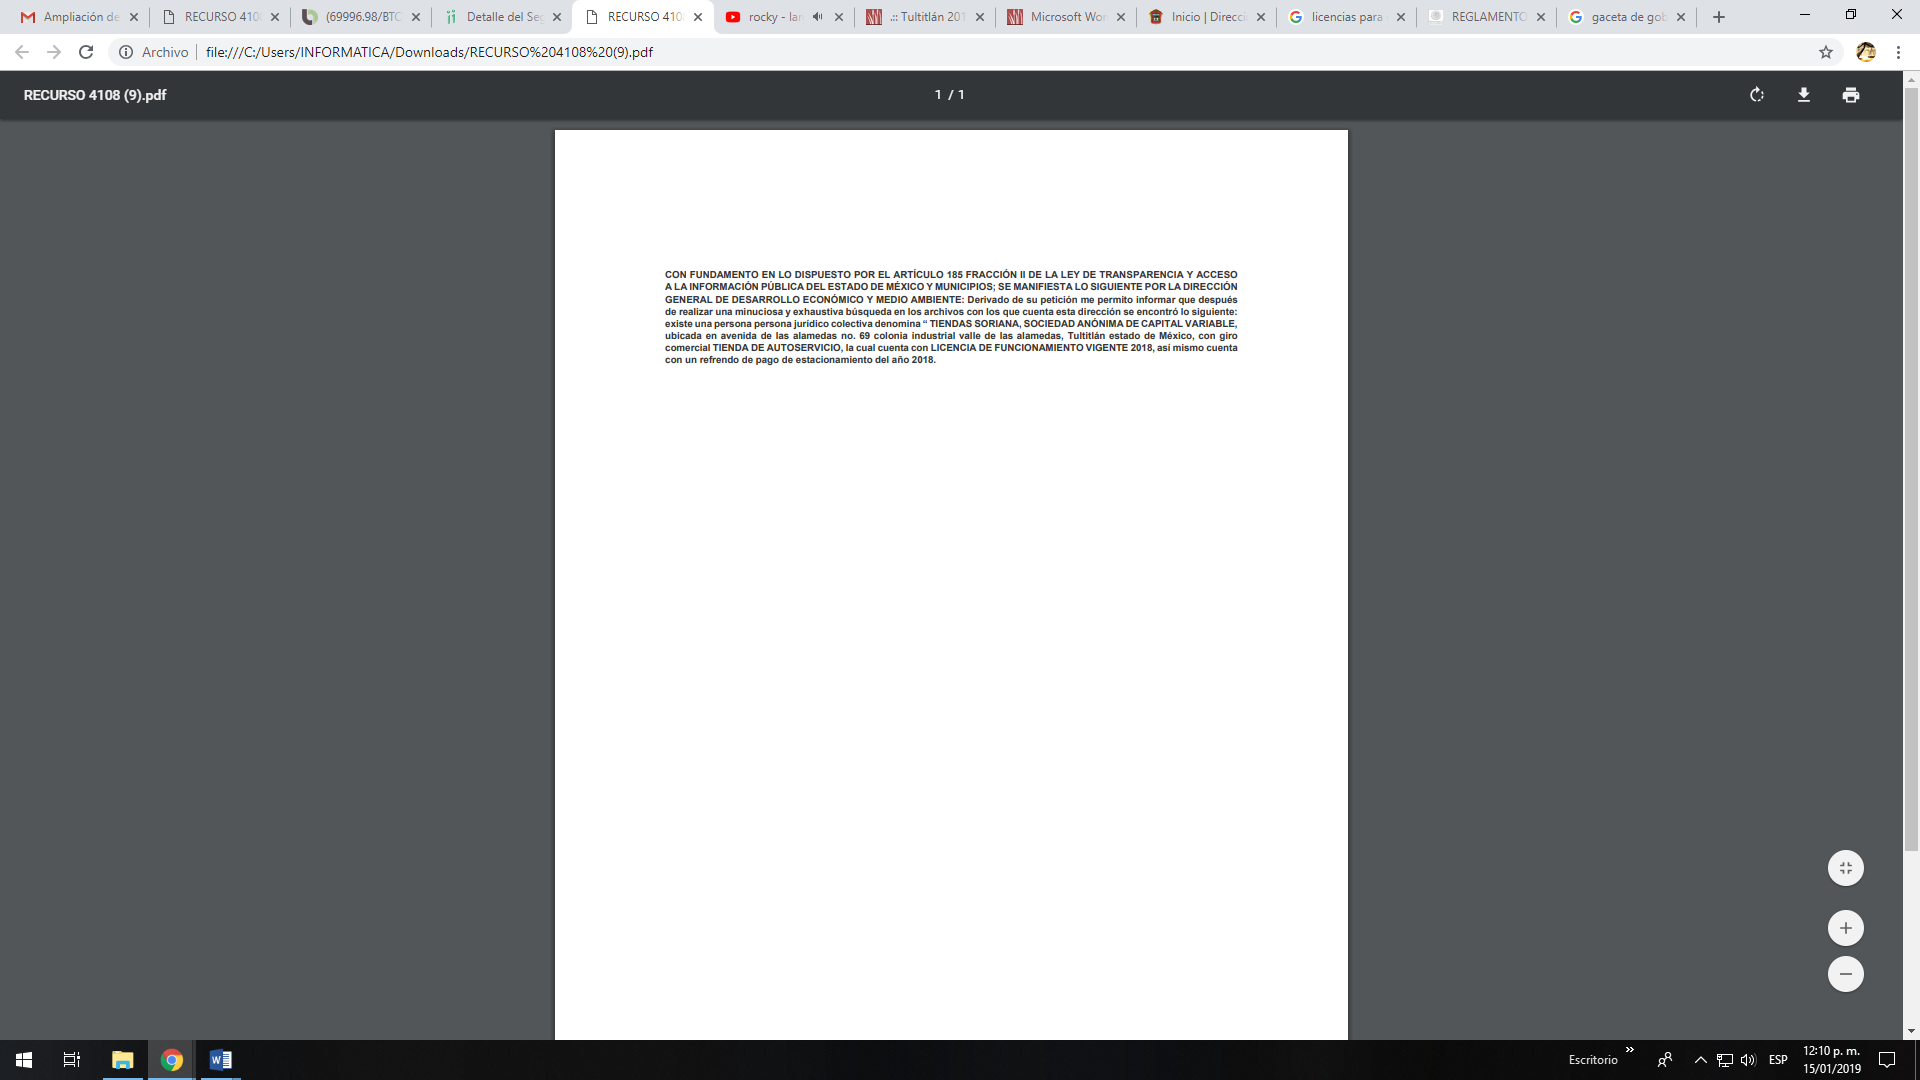 Ampliación de
RECURSO 410
(69996.98/BTC
Detalle del Se
RECURSO 410
rocky - lan
.:: Tultitlán 201
Microsoft Wor
Inicio | Direcci
licencias para
REGLAMENTO
gaceta de gob
Archivo
file:///C:/Users/INFORMATICA/Downloads/RECURSO%204108%20(9).pdf
RECURSO 4108 (9).pdf
1 / 1
CON FUNDAMENTO EN LO DISPUESTO POR EL ARTÍCULO 185 FRACCIÓN II DE LA LEY DE TRANSPARENCIA Y ACCESO
A LA INFORMACIÓN PÚBLICA DEL ESTADO DE MÉXICO Y MUNICIPIOS; SE MANIFIESTA LO SIGUIENTE POR LA DIRECCIÓN
GENERAL DE DESARROLLO ECONÓMICO Y MEDIO AMBIENTE: Derivado de su petición me permito informar que después
de realizar una minuciosa y exhaustiva búsqueda en los archivos con los que cuenta esta dirección se encontró lo siguiente:
existe una persona persona jurídico colectiva denomina “ TIENDAS SORIANA, SOCIEDAD ANÓNIMA DE CAPITAL VARIABLE,
ubicada en avenida de las alamedas no. 69 colonia industrial valle de las alamedas, Tultitlán estado de México, con giro
comercial TIENDA DE AUTOSERVICIO, la cual cuenta con LICENCIA DE FUNCIONAMIENTO VIGENTE 2018, así mismo cuenta
con un refrendo de pago de estacionamiento del año 2018.
Escritorio
ESP
12:10 p. m.
15/01/2019